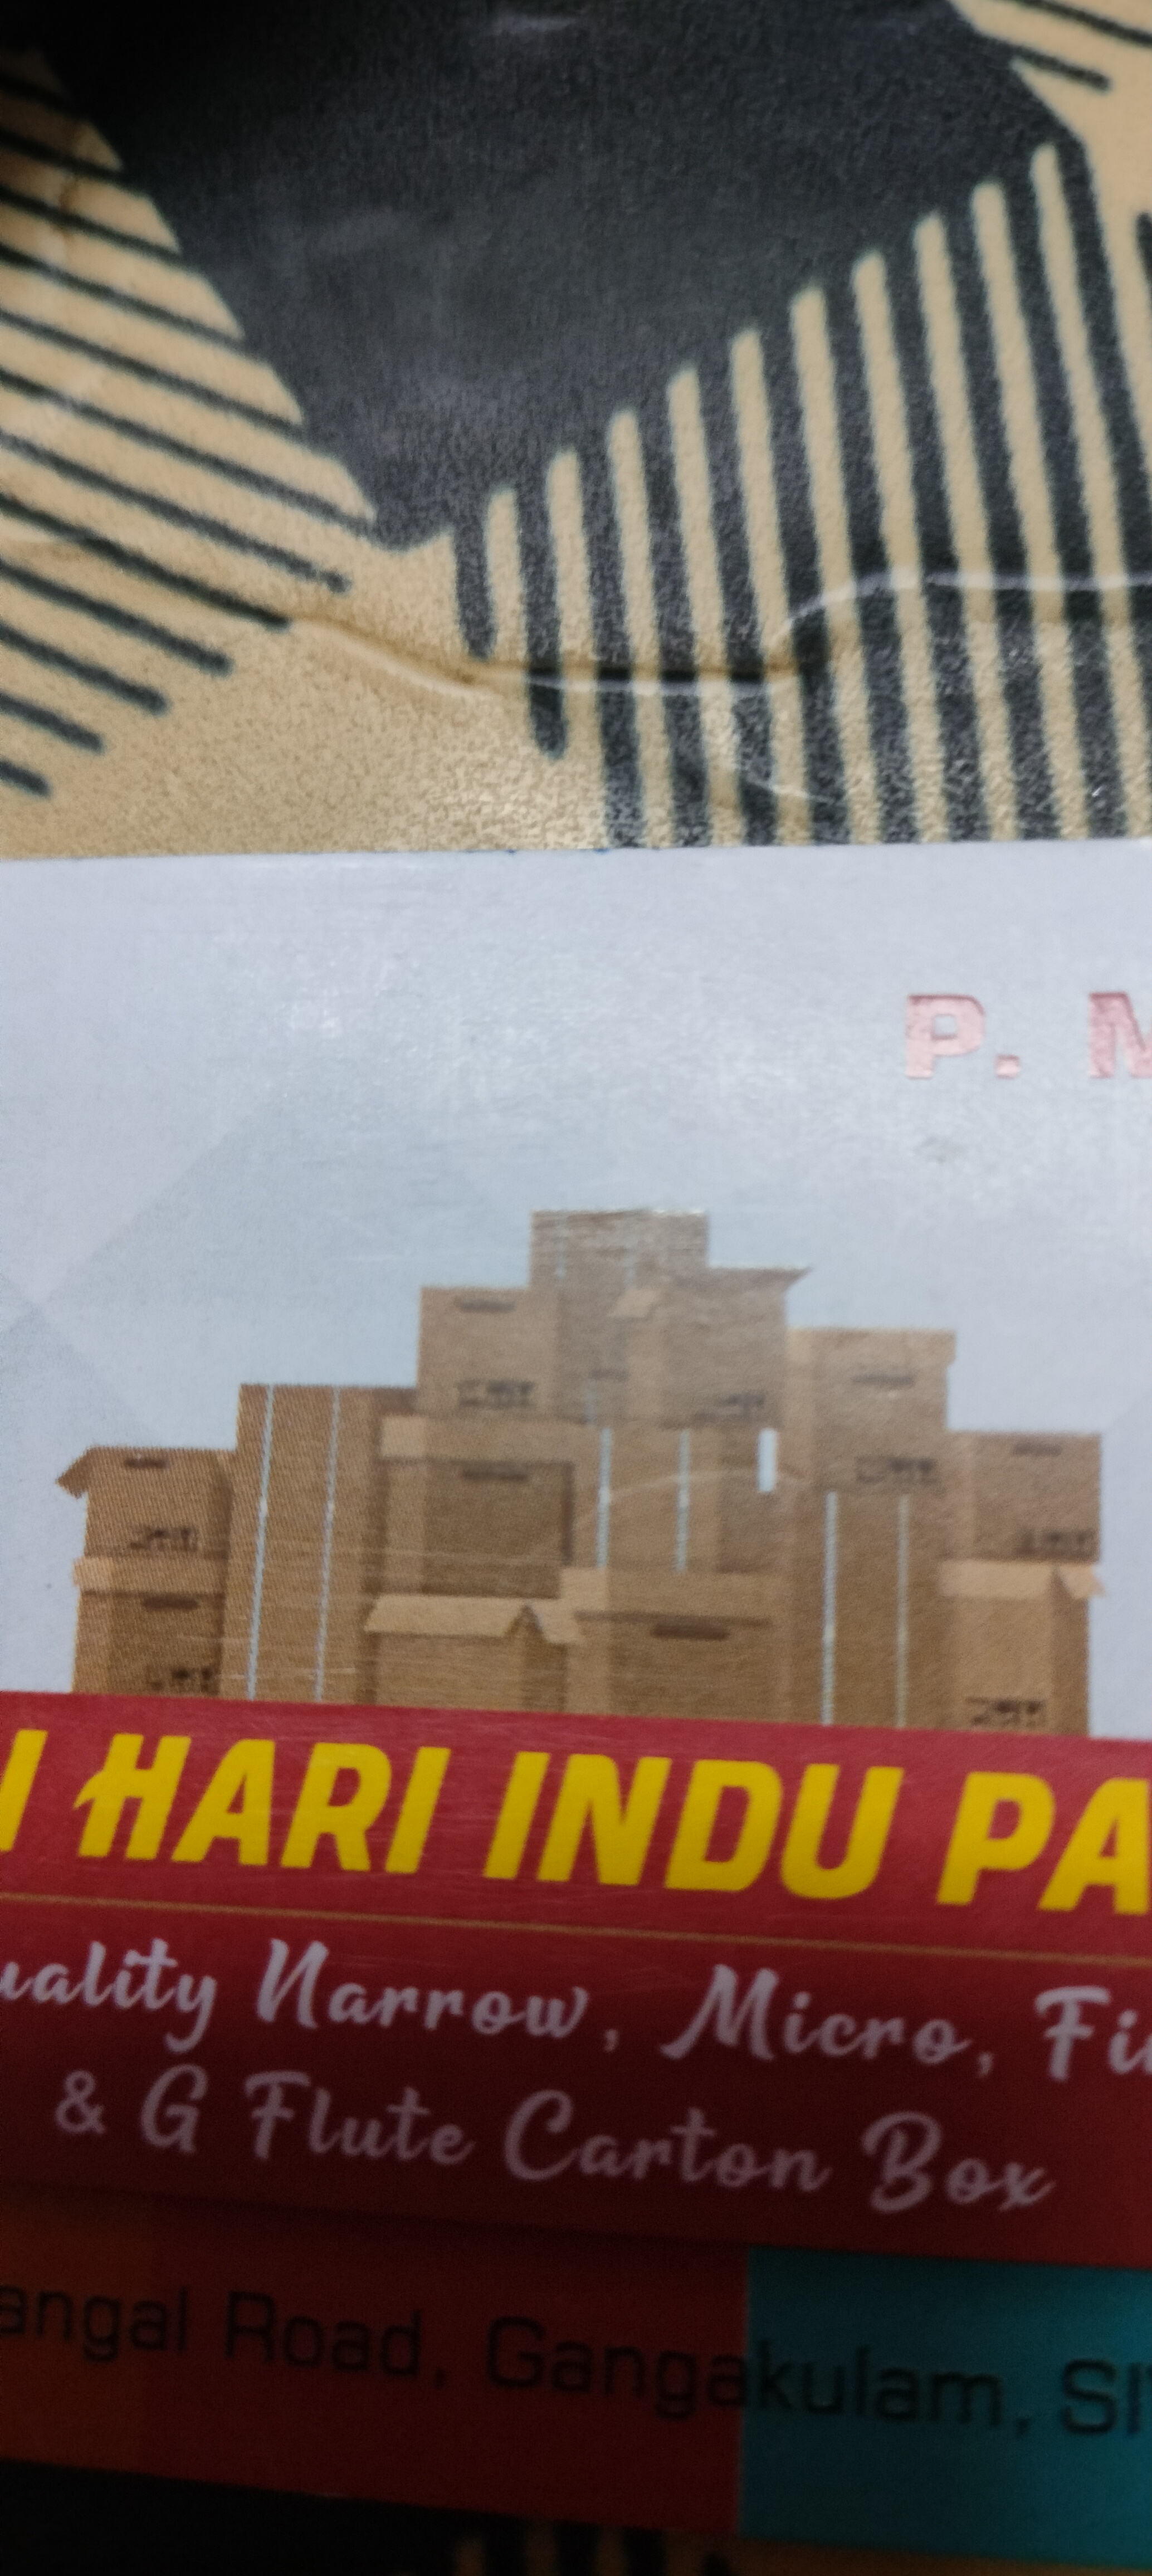 P. M
I HARI INDU PA
uality Narrow, Micro, Fi
& G Flute Carton Box
angal Road, Gangakulam, SI